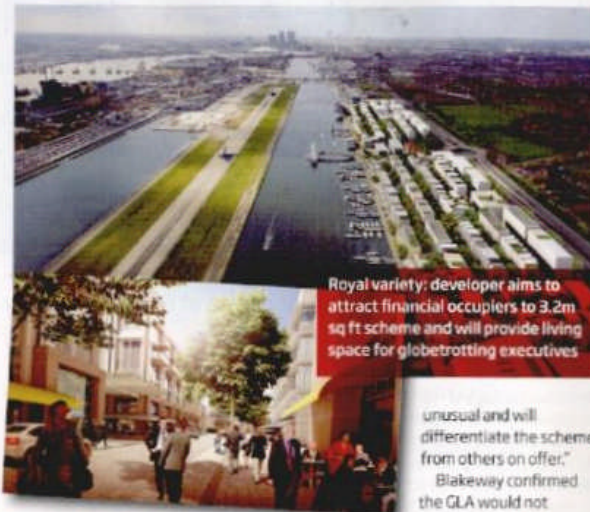 Royal variety: developer aims to
attract financial occupiers to 3.2m
sq ft scheme and will provide living
space for globetrotting executives
unusual and will
differentiate the scheme
from others on offer."
Blakeway confirmed
the GLA would not